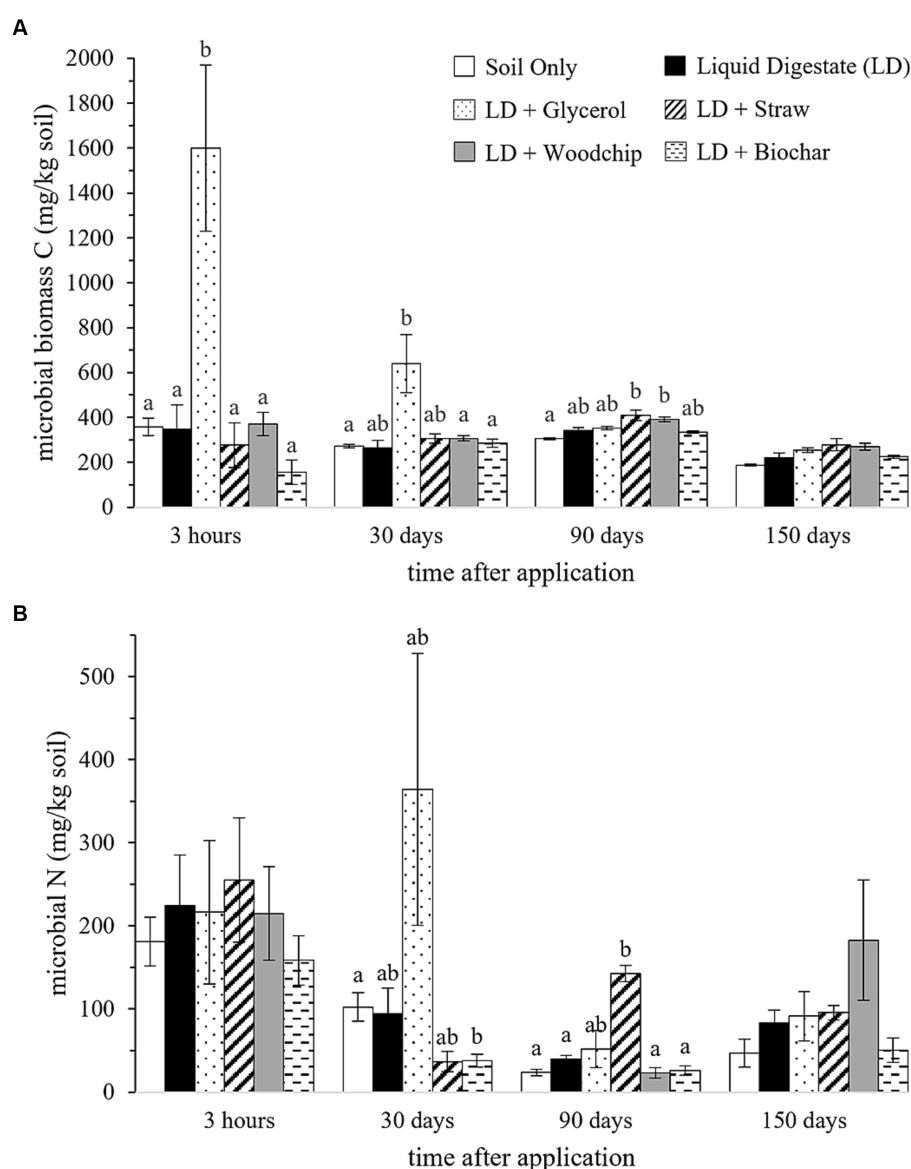 A
microbial biomass C (mg/kg soil)
2000
1800
1600
1400
1200
1000
800
600
400
200
0
Soil Only
Liquid Digestate (LD)
LD + Glycerol
LD + Straw
LD + Woodchip
LD + Biochar
a a b a a a
a ab b ab a a
a ab ab b b ab
3 hours 30 days 90 days 150 days
time after application
B
microbial N (mg/kg soil)
500
400
300
200
100
0
a ab ab ab b
a a ab b a a
3 hours 30 days 90 days 150 days
time after application